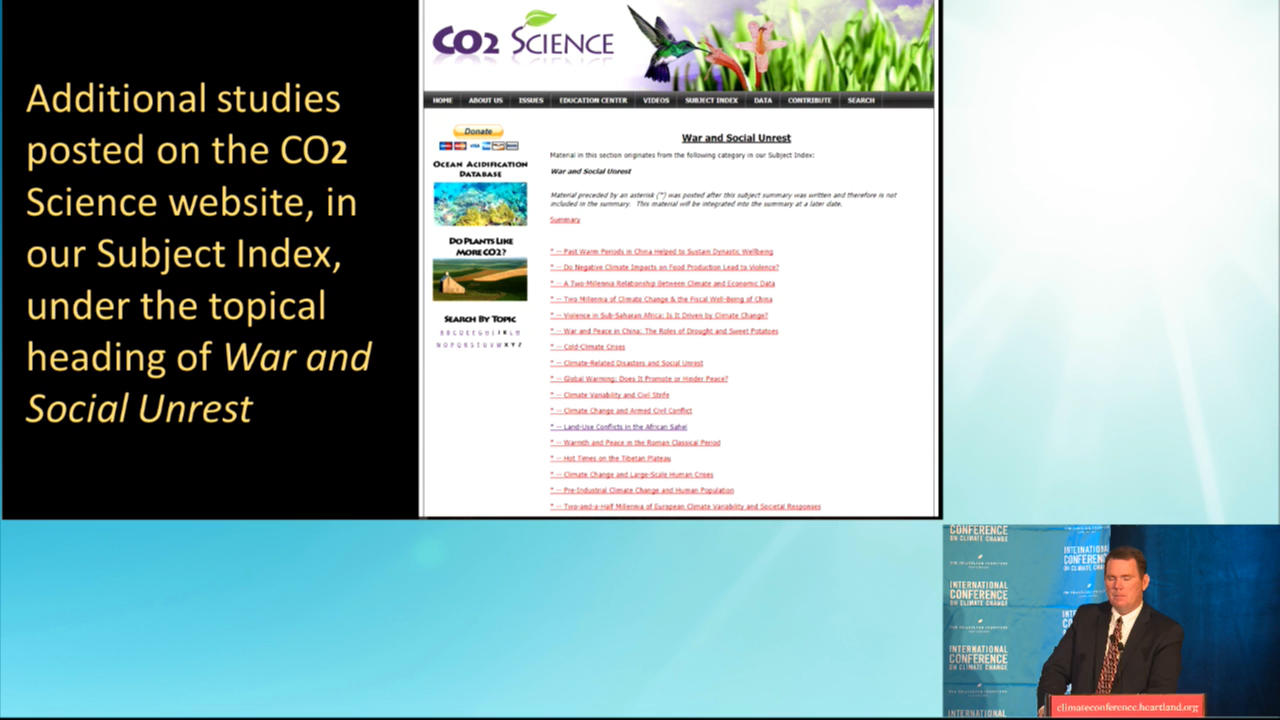 Additional studies
posted on the CO2
Science website, in
our Subject Index,
under the topical
heading of War and
Social Unrest
CO2 SCIENCE
HOME ABOUT US ISSUES EDUCATION CENTER VIDEOS SUBJECT INDEX DATA CONTRIBUTE SEARCH
Donate
OCEAN ACIDIFICATION
DATABASE
DO PLANTS LIKE
MORE CO2?
SEARCH BY TOPIC
A B C D E F G H I J K L M
N O P Q R S T U V W X Y Z
War and Social Unrest
Material in this section originates from the following category in our Subject Index:
War and Social Unrest
Material preceded by an asterisk (*) was posted after this subject summary was written and therefore is not
included in the summary. This material will be integrated into the summary at a later date.
Summary
* -- Past Warm Periods in China Helped to Sustain Dynastic Wellbeing
* -- Do Negative Climate Impacts on Food Production Lead to Violence?
* -- A Two-Millennia Relationship Between Climate and Economic Data
* -- Two Millennia of Climate Change & the Fiscal Well-Being of China
* -- Violence in Sub-Saharan Africa: Is It Driven by Climate Change?
* -- War and Peace in China: The Roles of Drought and Sweet Potatoes
* -- Cold-Climate Crises
* -- Climate-Related Disasters and Social Unrest
* -- Global Warming: Does It Promote or Hinder Peace?
* -- Climate Variability and Civil Strife
* -- Climate Change and Armed Civil Conflict
* -- Land-Use Conflicts in the African Sahel
* -- Warmth and Peace in the Roman Classical Period
* -- Hot Times on the Tibetan Plateau
* -- Climate Change and Large-Scale Human Crises
* -- Pre-Industrial Climate Change and Human Population
* -- Two-and-a-Half Millennia of European Climate Variability and Societal Responses
CONFERENCE
ON CLIMATE CHANGE
INTERNATIONAL
CONFERENCE
INTERNATIONAL
CONFERENCE
ON CLIMATE CHANGE
INTERNATIONAL
CONFERENCE
ON CLIMATE CHANGE
INTERNATIONAL
climateconference.heartland.org